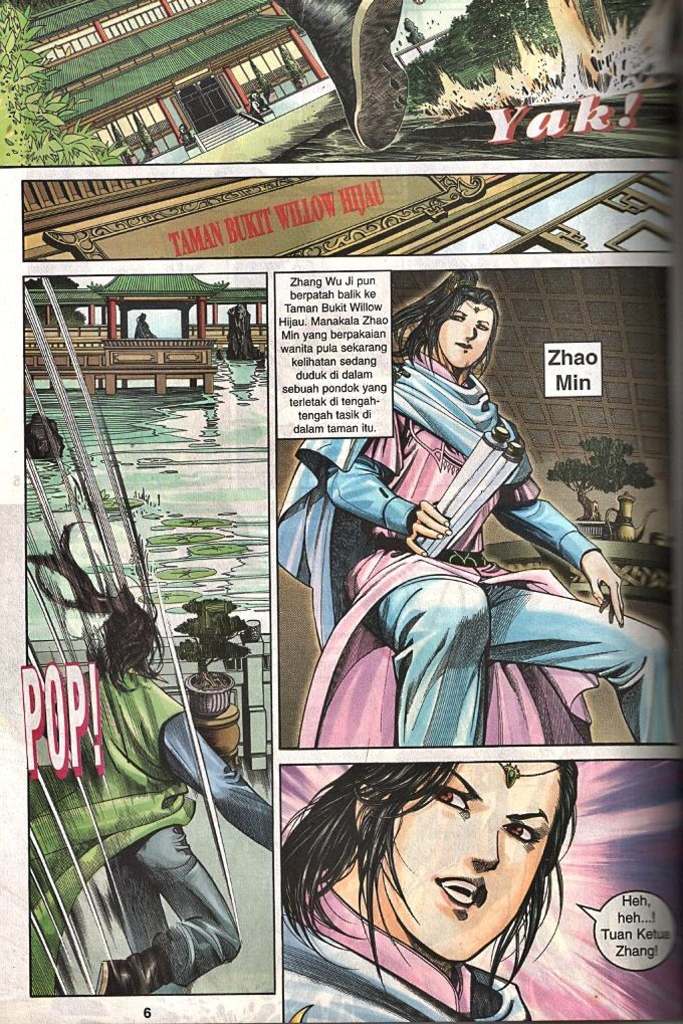 Yak!
TAMAN BUKIT WILLOW HIJAU
Zhang Wu Ji pun
berpatah balik ke
Taman Bukit Willow
Hijau. Manakala Zhao
Min yang berpakaian
wanita pula sekarang
kelihatan sedang
duduk di dalam
sebuah pondok yang
terletak di tengah-
tengah tasik di
dalam taman itu.
Zhao
Min
POP!
Heh,
heh...!
Tuan Ketua
Zhang!
6